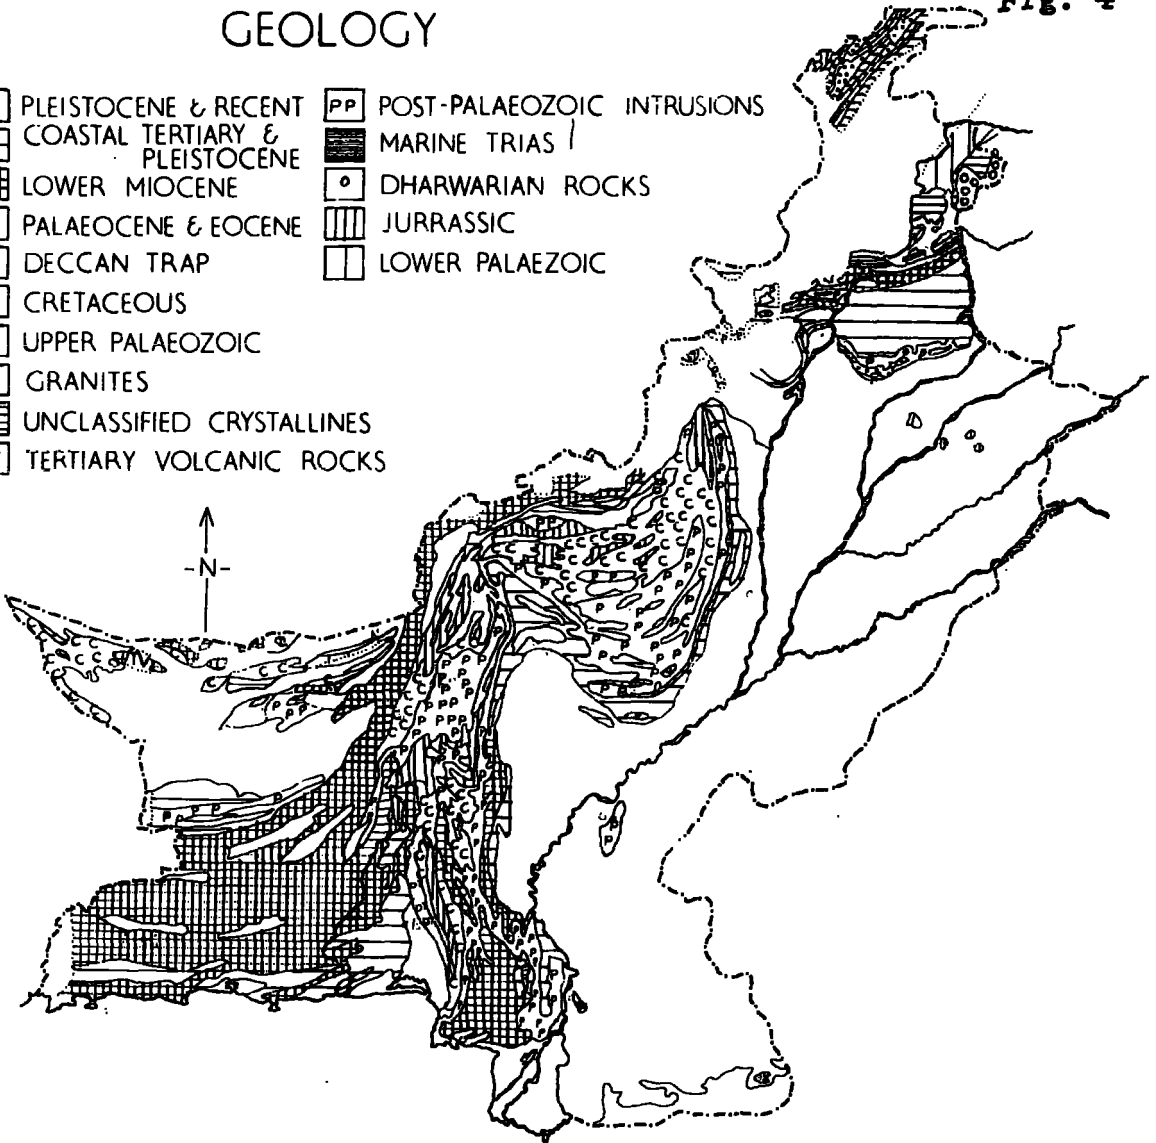 Fig. 4
GEOLOGY
PLEISTOCENE & RECENT
COASTAL TERTIARY &
PLEISTOCENE
LOWER MIOCENE
PALAEOCENE & EOCENE
DECCAN TRAP
CRETACEOUS
UPPER PALAEOZOIC
GRANITES
UNCLASSIFIED CRYSTALLINES
TERTIARY VOLCANIC ROCKS
PP POST-PALAEOZOIC INTRUSIONS
MARINE TRIAS
DHARWARIAN ROCKS
JURRASSIC
LOWER PALAEZOIC
-N-